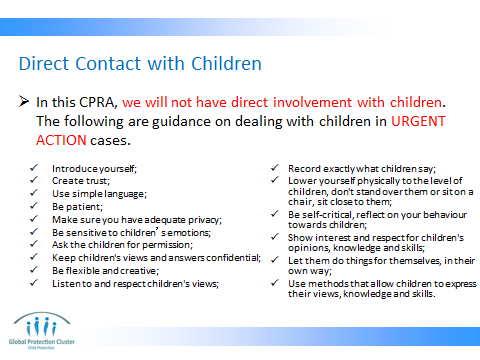 Direct Contact with Children
In this CPRA, we will not have direct involvement with children.
The following are guidance on dealing with children in URGENT
ACTION cases.
Introduce yourself;
Create trust;
Use simple language;
Be patient;
Make sure you have adequate privacy;
Be sensitive to children's emotions;
Ask the children for permission;
Keep children's views and answers confidential;
Be flexible and creative;
Listen to and respect children's views;
Record exactly what children say;
Lower yourself physically to the level of
children, don't stand over them or sit on a
chair, sit close to them;
Be self-critical, reflect on your behaviour
towards children;
Show interest and respect for children's
opinions, knowledge and skills;
Let them do things for themselves, in their
own way;
Use methods that allow children to express
their views, knowledge and skills.
Global Protection Cluster
Child Protection